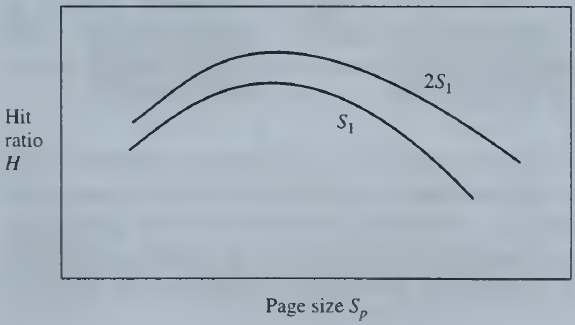 2S₁
S₁
Hit
ratio
H
Page size Sₚ